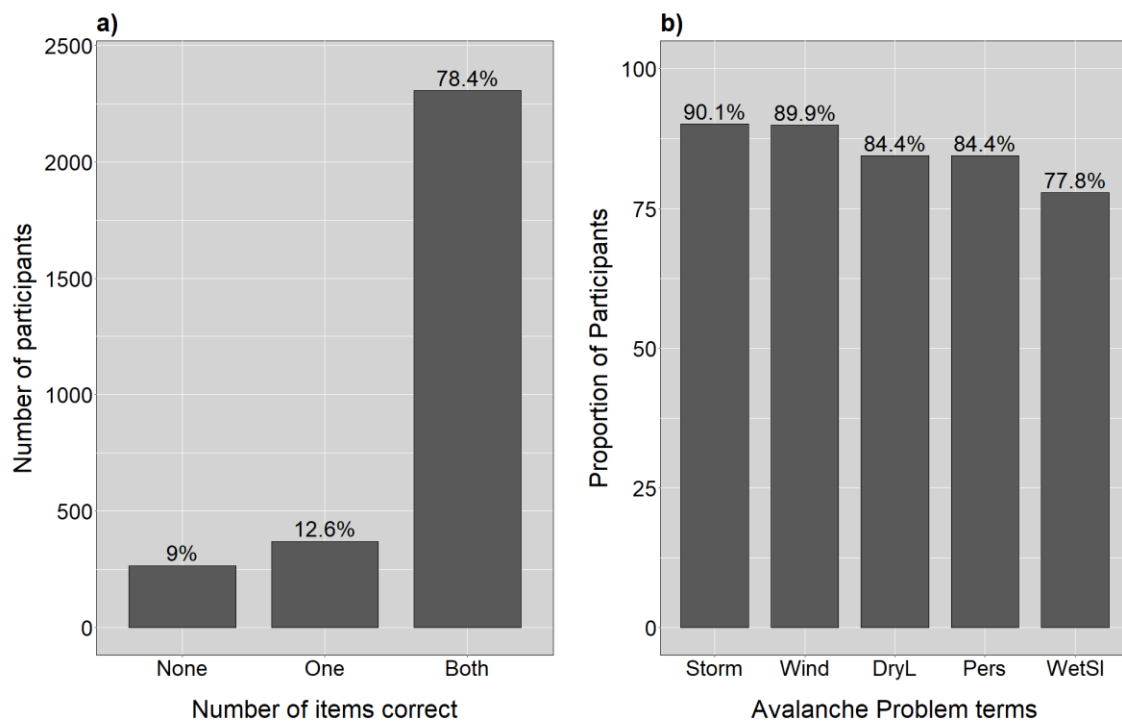 a)
2500
2000
1500
1000
500
0
Number of participants
9%
12.6%
78.4%
None One Both
Number of items correct
b)
100
75
50
25
0
Proportion of Participants
90.1% 89.9% 84.4% 84.4% 77.8%
Storm Wind DryL Pers WetSl
Avalanche Problem terms